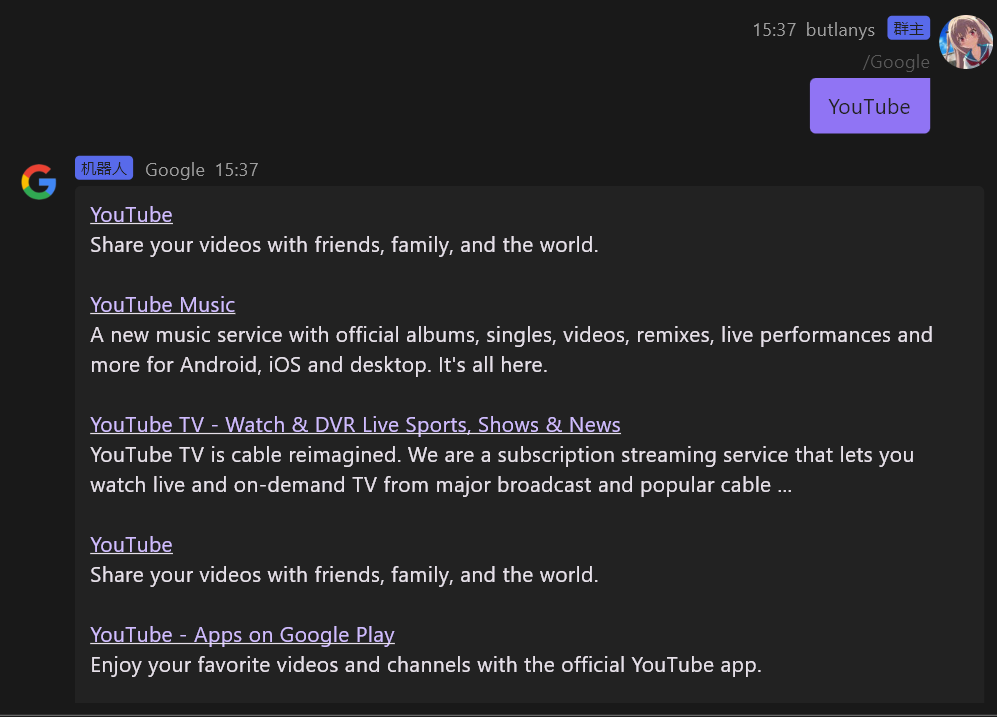 15:37 butlanys 群主
/Google
YouTube
机器人 Google 15:37
YouTube
Share your videos with friends, family, and the world.
YouTube Music
A new music service with official albums, singles, videos, remixes, live performances and
more for Android, iOS and desktop. It's all here.
YouTube TV - Watch & DVR Live Sports, Shows & News
YouTube TV is cable reimagined. We are a subscription streaming service that lets you
watch live and on-demand TV from major broadcast and popular cable ...
YouTube
Share your videos with friends, family, and the world.
YouTube - Apps on Google Play
Enjoy your favorite videos and channels with the official YouTube app.